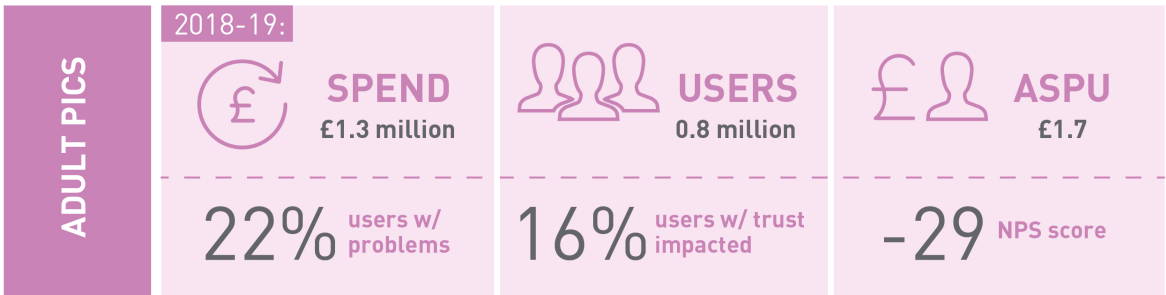 ADULT PICS
2018-19:
£
SPEND
£1.3 million
USERS
0.8 million
£
ASPU
£1.7
22%
users w/
problems
16%
users w/ trust
impacted
-29
NPS score